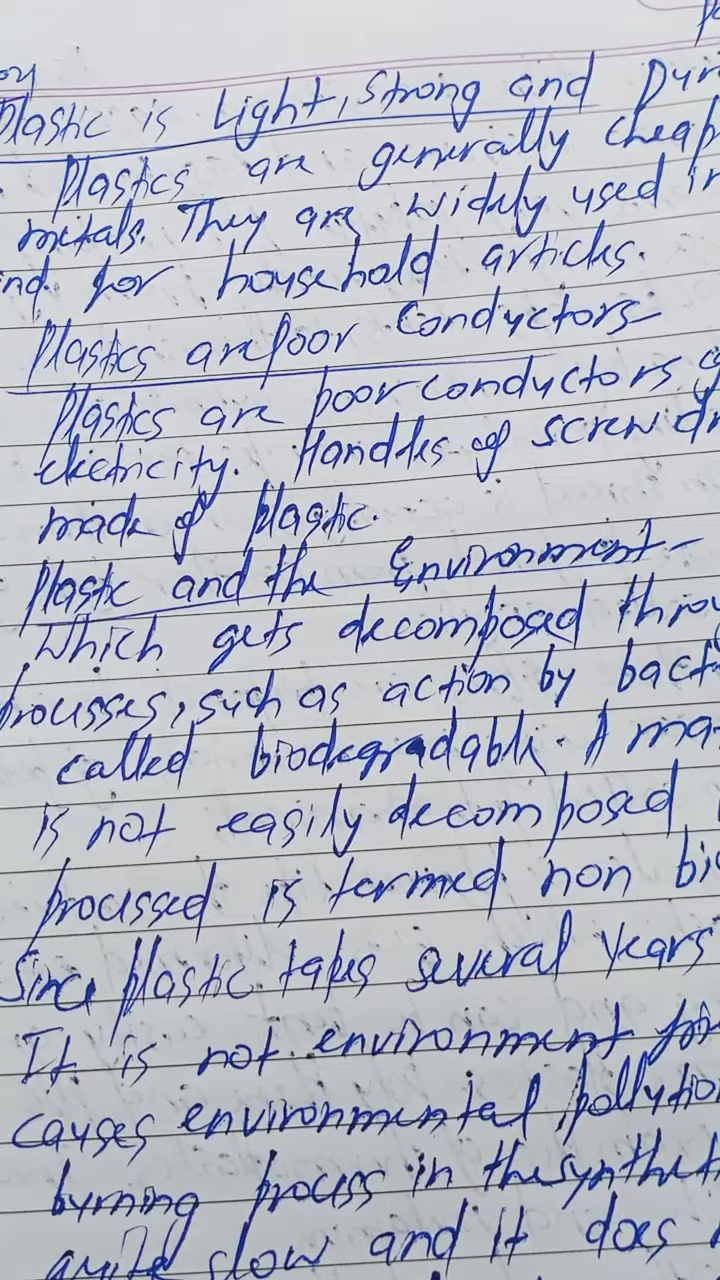 Plastic is Light, Strong and Dur
Plastics are generally cheap
metals. They are widely used in
for household articles.
Plastics are Poor Conductors-
Plastics are poor conductors
electricity. Handles of screw dr
made of plastic.
Plastic and the Environment-
Which gets decomposed thro
processes, such as action by bact
called biodegradable. A ma
is not easily decomposed
processed is termed non bi
Since plastic takes several years
It is not environment
causes environmental pollutio
burning process in the synthet
quite slow and it does